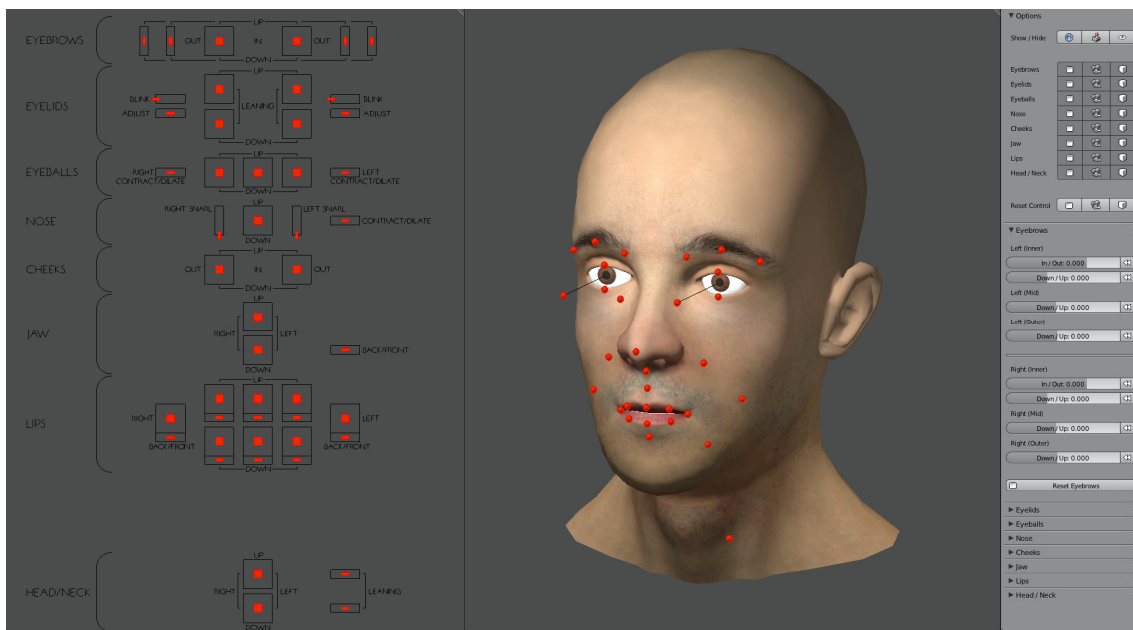 UP
EYEBROWS
OUT IN OUT
DOWN
UP
EYELIDS
BLINK LEANING BLINK
ADJUST ADJUST
DOWN
UP
EYEBALLS
RIGHT LEFT
CONTRACT/DILATE CONTRACT/DILATE
DOWN
RIGHT SNARL UP LEFT SNARL
NOSE
CONTRACT/DILATE
DOWN
UP
CHEEKS
OUT IN OUT
DOWN
UP
JAW
RIGHT LEFT
BACK/FRONT
DOWN
UP
LIPS
RIGHT LEFT
BACK/FRONT BACK/FRONT
DOWN
UP
HEAD/NECK
RIGHT LEFT LEANING
DOWN
Options
Show / Hide
Eyebrows
Eyelids
Eyeballs
Nose
Cheeks
Jaw
Lips
Head / Neck
Reset Control
Eyebrows
Left (Inner)
In / Out: 0.000
Down / Up: 0.000
Left (Mid)
Down / Up: 0.000
Left (Outer)
Down / Up: 0.000
Right (Inner)
In / Out: 0.000
Down / Up: 0.000
Right (Mid)
Down / Up: 0.000
Right (Outer)
Down / Up: 0.000
Reset Eyebrows
Eyelids
Eyeballs
Nose
Cheeks
Jaw
Lips
Head / Neck